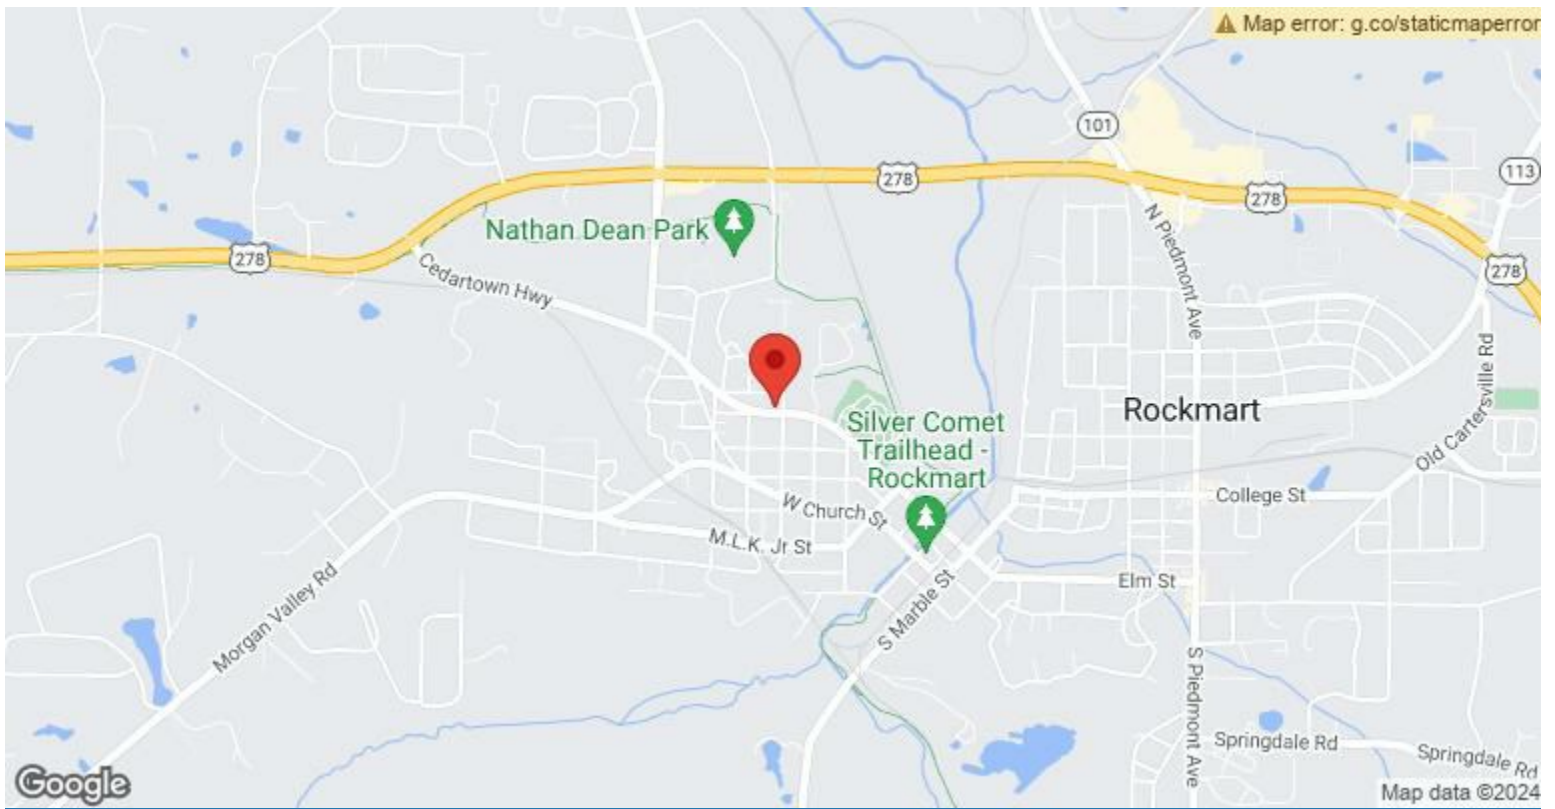 Map error: g.co/staticmaperror
101
278
113
278
N Piedmont Ave
Nathan Dean Park
278
278
Cedartown Hwy
Rockmart
Old Cartersville Rd
Silver Comet
Trailhead -
Rockmart
College St
W Church St
M.L.K. Jr St
Elm St
Morgan Valley Rd
S Marble St
S Piedmont Ave
Springdale Rd
Springdale Rd
Google
Map data ©2024